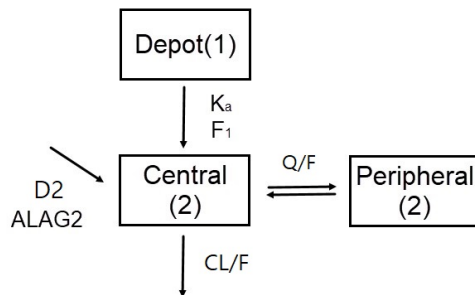 Depot(1)
Kₐ
F₁
Q/F
Central
(2)
Peripheral
(2)
D2
ALAG2
CL/F